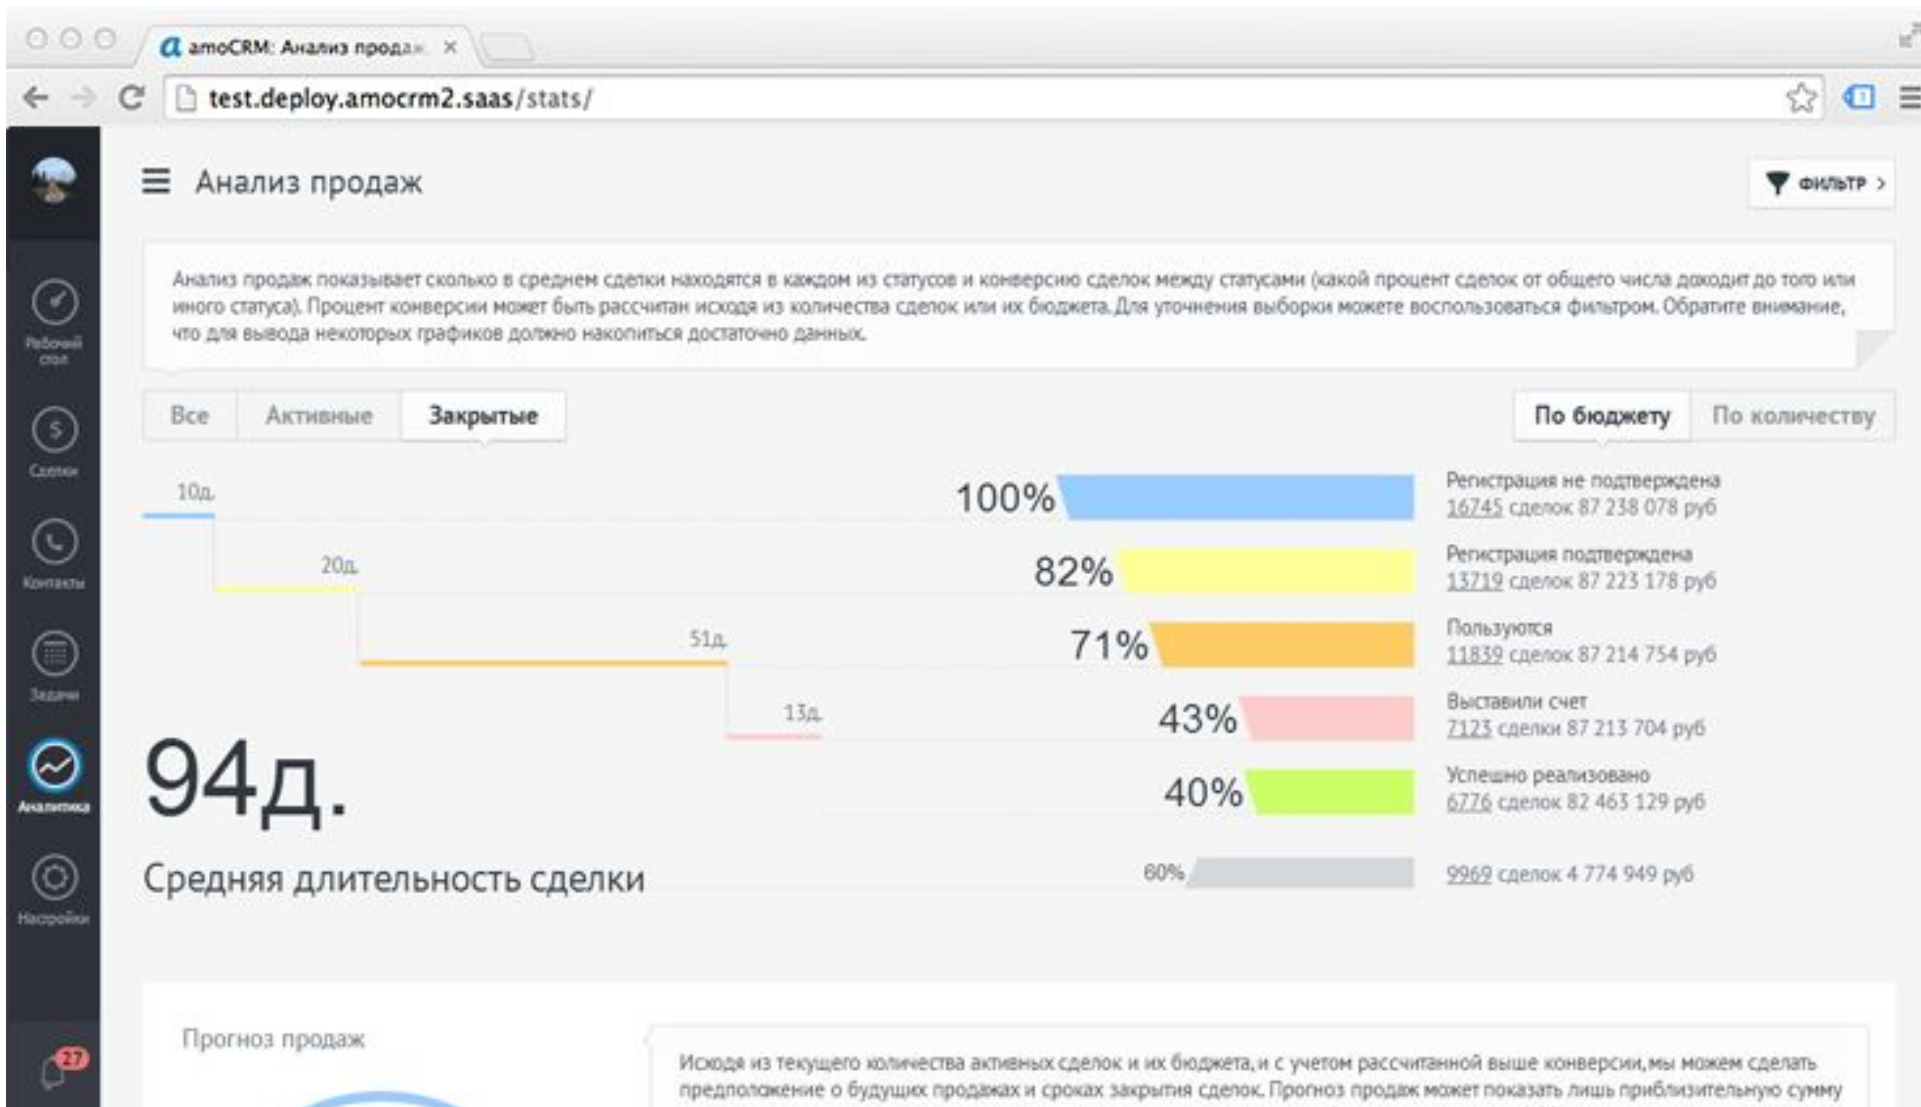 amoCRM: Анализ продаж
test.deploy.amocrm2.saas/stats/
Анализ продаж
ФИЛЬТР
Анализ продаж показывает сколько в среднем сделки находятся в каждом из статусов и конверсию сделок между статусами (какой процент сделок от общего числа доходит до того или
иного статуса). Процент конверсии может быть рассчитан исходя из количества сделок или их бюджета. Для уточнения выборки можете воспользоваться фильтром. Обратите внимание,
что для вывода некоторых графиков должно накопиться достаточно данных.
Рабочий
стол
Сделки
Контакты
Задачи
Аналитика
Настройки
27
Все
Активные
Закрытые
По бюджету
По количеству
10д.
100%
Регистрация не подтверждена
16745 сделок 87 238 078 руб
20д.
82%
Регистрация подтверждена
13719 сделок 87 223 178 руб
51д.
71%
Пользуются
11839 сделок 87 214 754 руб
13д.
43%
Выставили счет
7123 сделки 87 213 704 руб
94д.
40%
Успешно реализовано
6776 сделок 82 463 129 руб
Средняя длительность сделки
60%
9969 сделок 4 774 949 руб
Прогноз продаж
Исходя из текущего количества активных сделок и их бюджета, и с учетом рассчитанной выше конверсии, мы можем сделать
предположение о будущих продажах и сроках закрытия сделок. Прогноз продаж может показать лишь приблизительную сумму